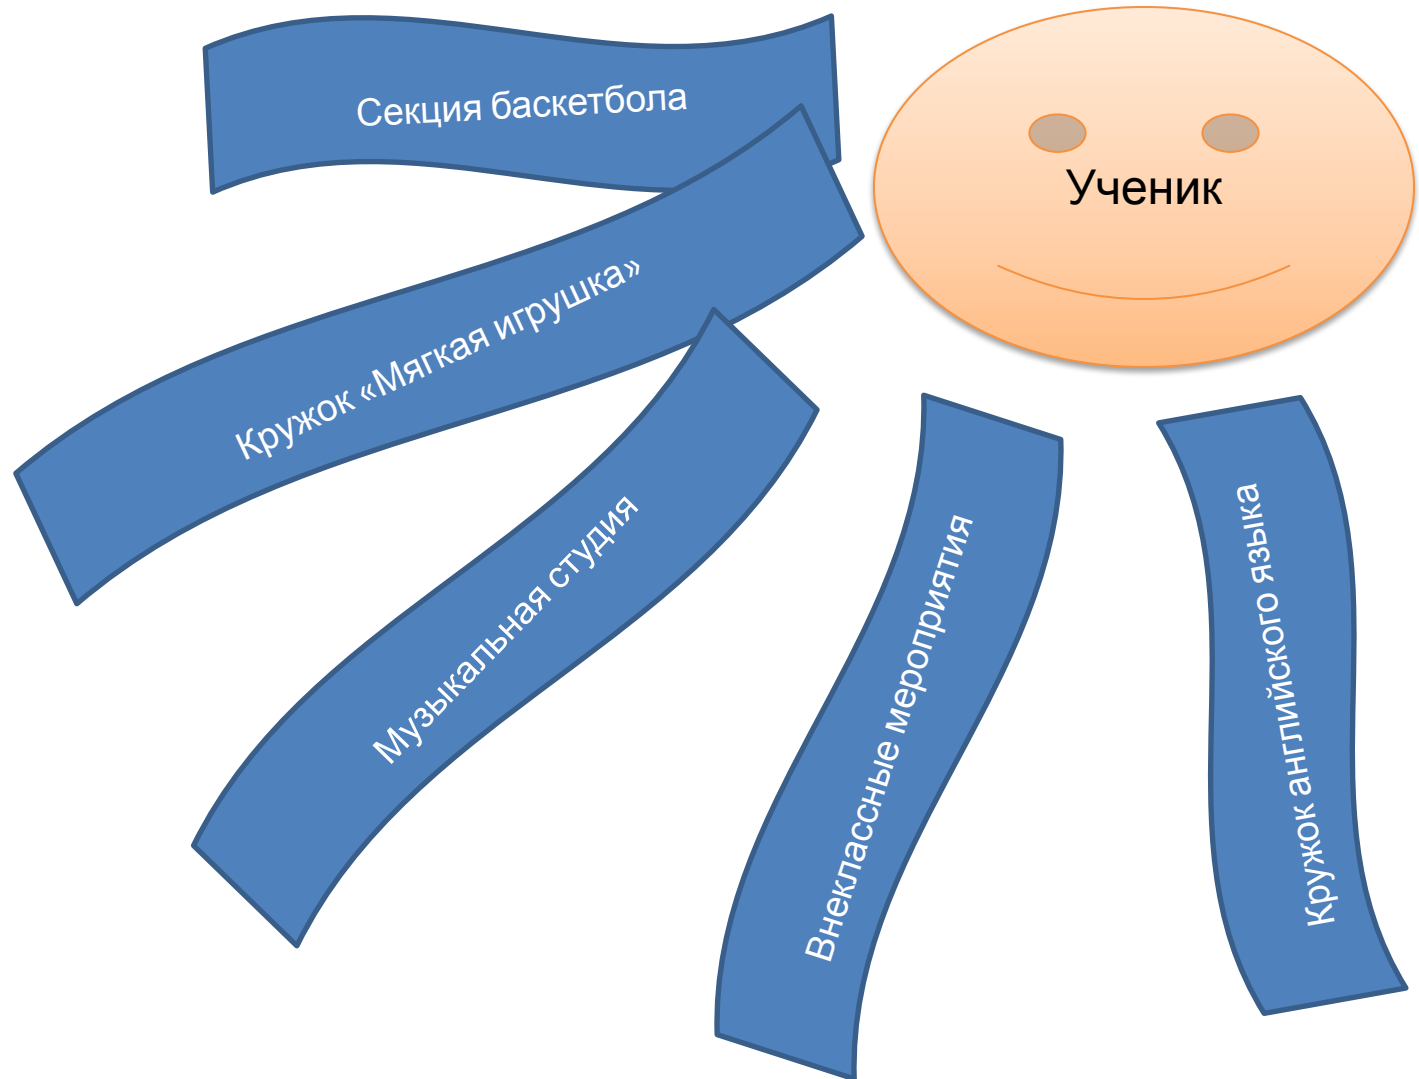 Секция баскетбола
Ученик
Кружок «Мягкая игрушка»
Музыкальная студия
Внеклассные мероприятия
Кружок английского языка